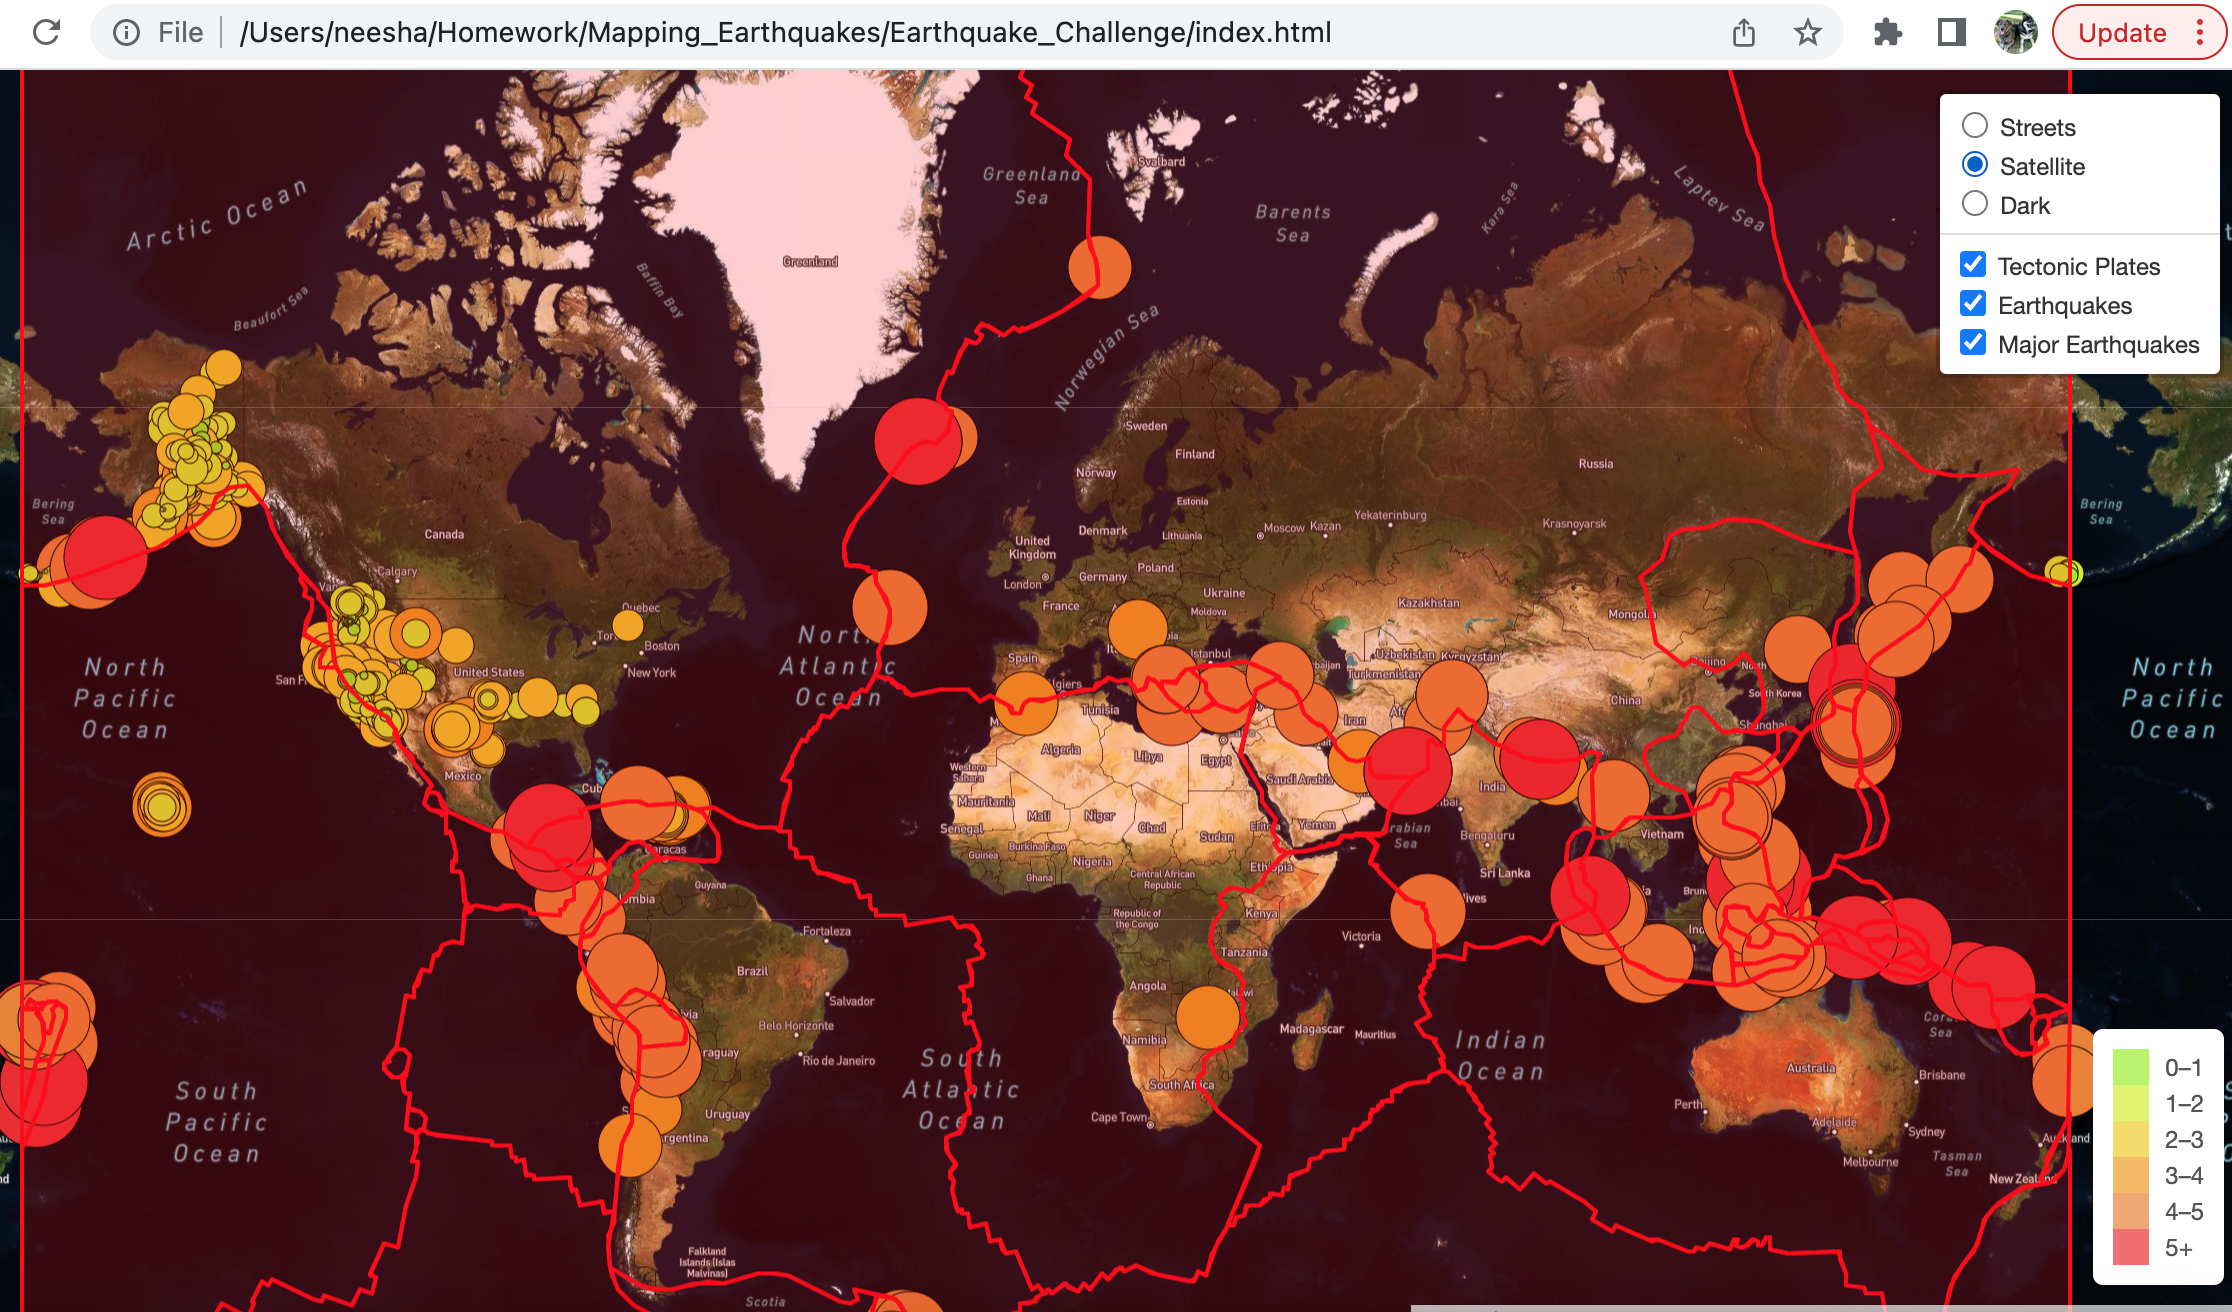 File /Users/neesha/Homework/Mapping_Earthquakes/Earthquake_Challenge/index.html
Update
Streets
Satellite
Dark
Tectonic Plates
Earthquakes
Major Earthquakes
Arctic Ocean
Beaufort Sea
Baffin Bay
Greenland
Greenland
Sea
Svalbard
Barents
Sea
Kara Sea
Laptev Sea
Norwegian Sea
Sweden
Finland
Norway
Russia
Estonia
Bering
Sea
Bering
Sea
Canada
Denmark
Lithuania
Moscow
Kazan
Yekaterinburg
Krasnoyarsk
United
Kingdom
London
Germany
Poland
Calgary
France
Ukraine
Moldova
Kazakhstan
Mongolia
Quebec
Boston
New York
United States
North
Pacific
Ocean
Atlantic
Ocean
Spain
Istanbul
Uzbekistan
Kyrgyzstan
Turkmenistan
Beijing
North
South Korea
China
Shanghai
Iran
Tunisia
Algeria
Libya
Egypt
Saudi Arabia
North
Pacific
Ocean
Mexico
Western
Sahara
Mauritania
Mali
Niger
Chad
Sudan
Yemen
India
Senegal
Guinea
Burkina Faso
Nigeria
Ghana
Central African
Republic
Ethiopia
Bengaluru
Sri Lanka
Vietnam
Sea
Caracas
Guyana
Republic of
the Congo
Kenya
Tanzania
Victoria
Fortaleza
Brazil
Salvador
Belo Horizonte
Rio de Janeiro
Angola
Namibia
Madagascar
Mauritius
South Africa
Cape Town
Indian
Ocean
South
Pacific
Ocean
South
Atlantic
Ocean
Uruguay
Sea
Australia
Brisbane
Perth
Adelaide
Sydney
Melbourne
Tasman
Sea
Falkland
Islands (Islas
Malvinas)
Scotia
0–1
1–2
2–3
3–4
4–5
5+